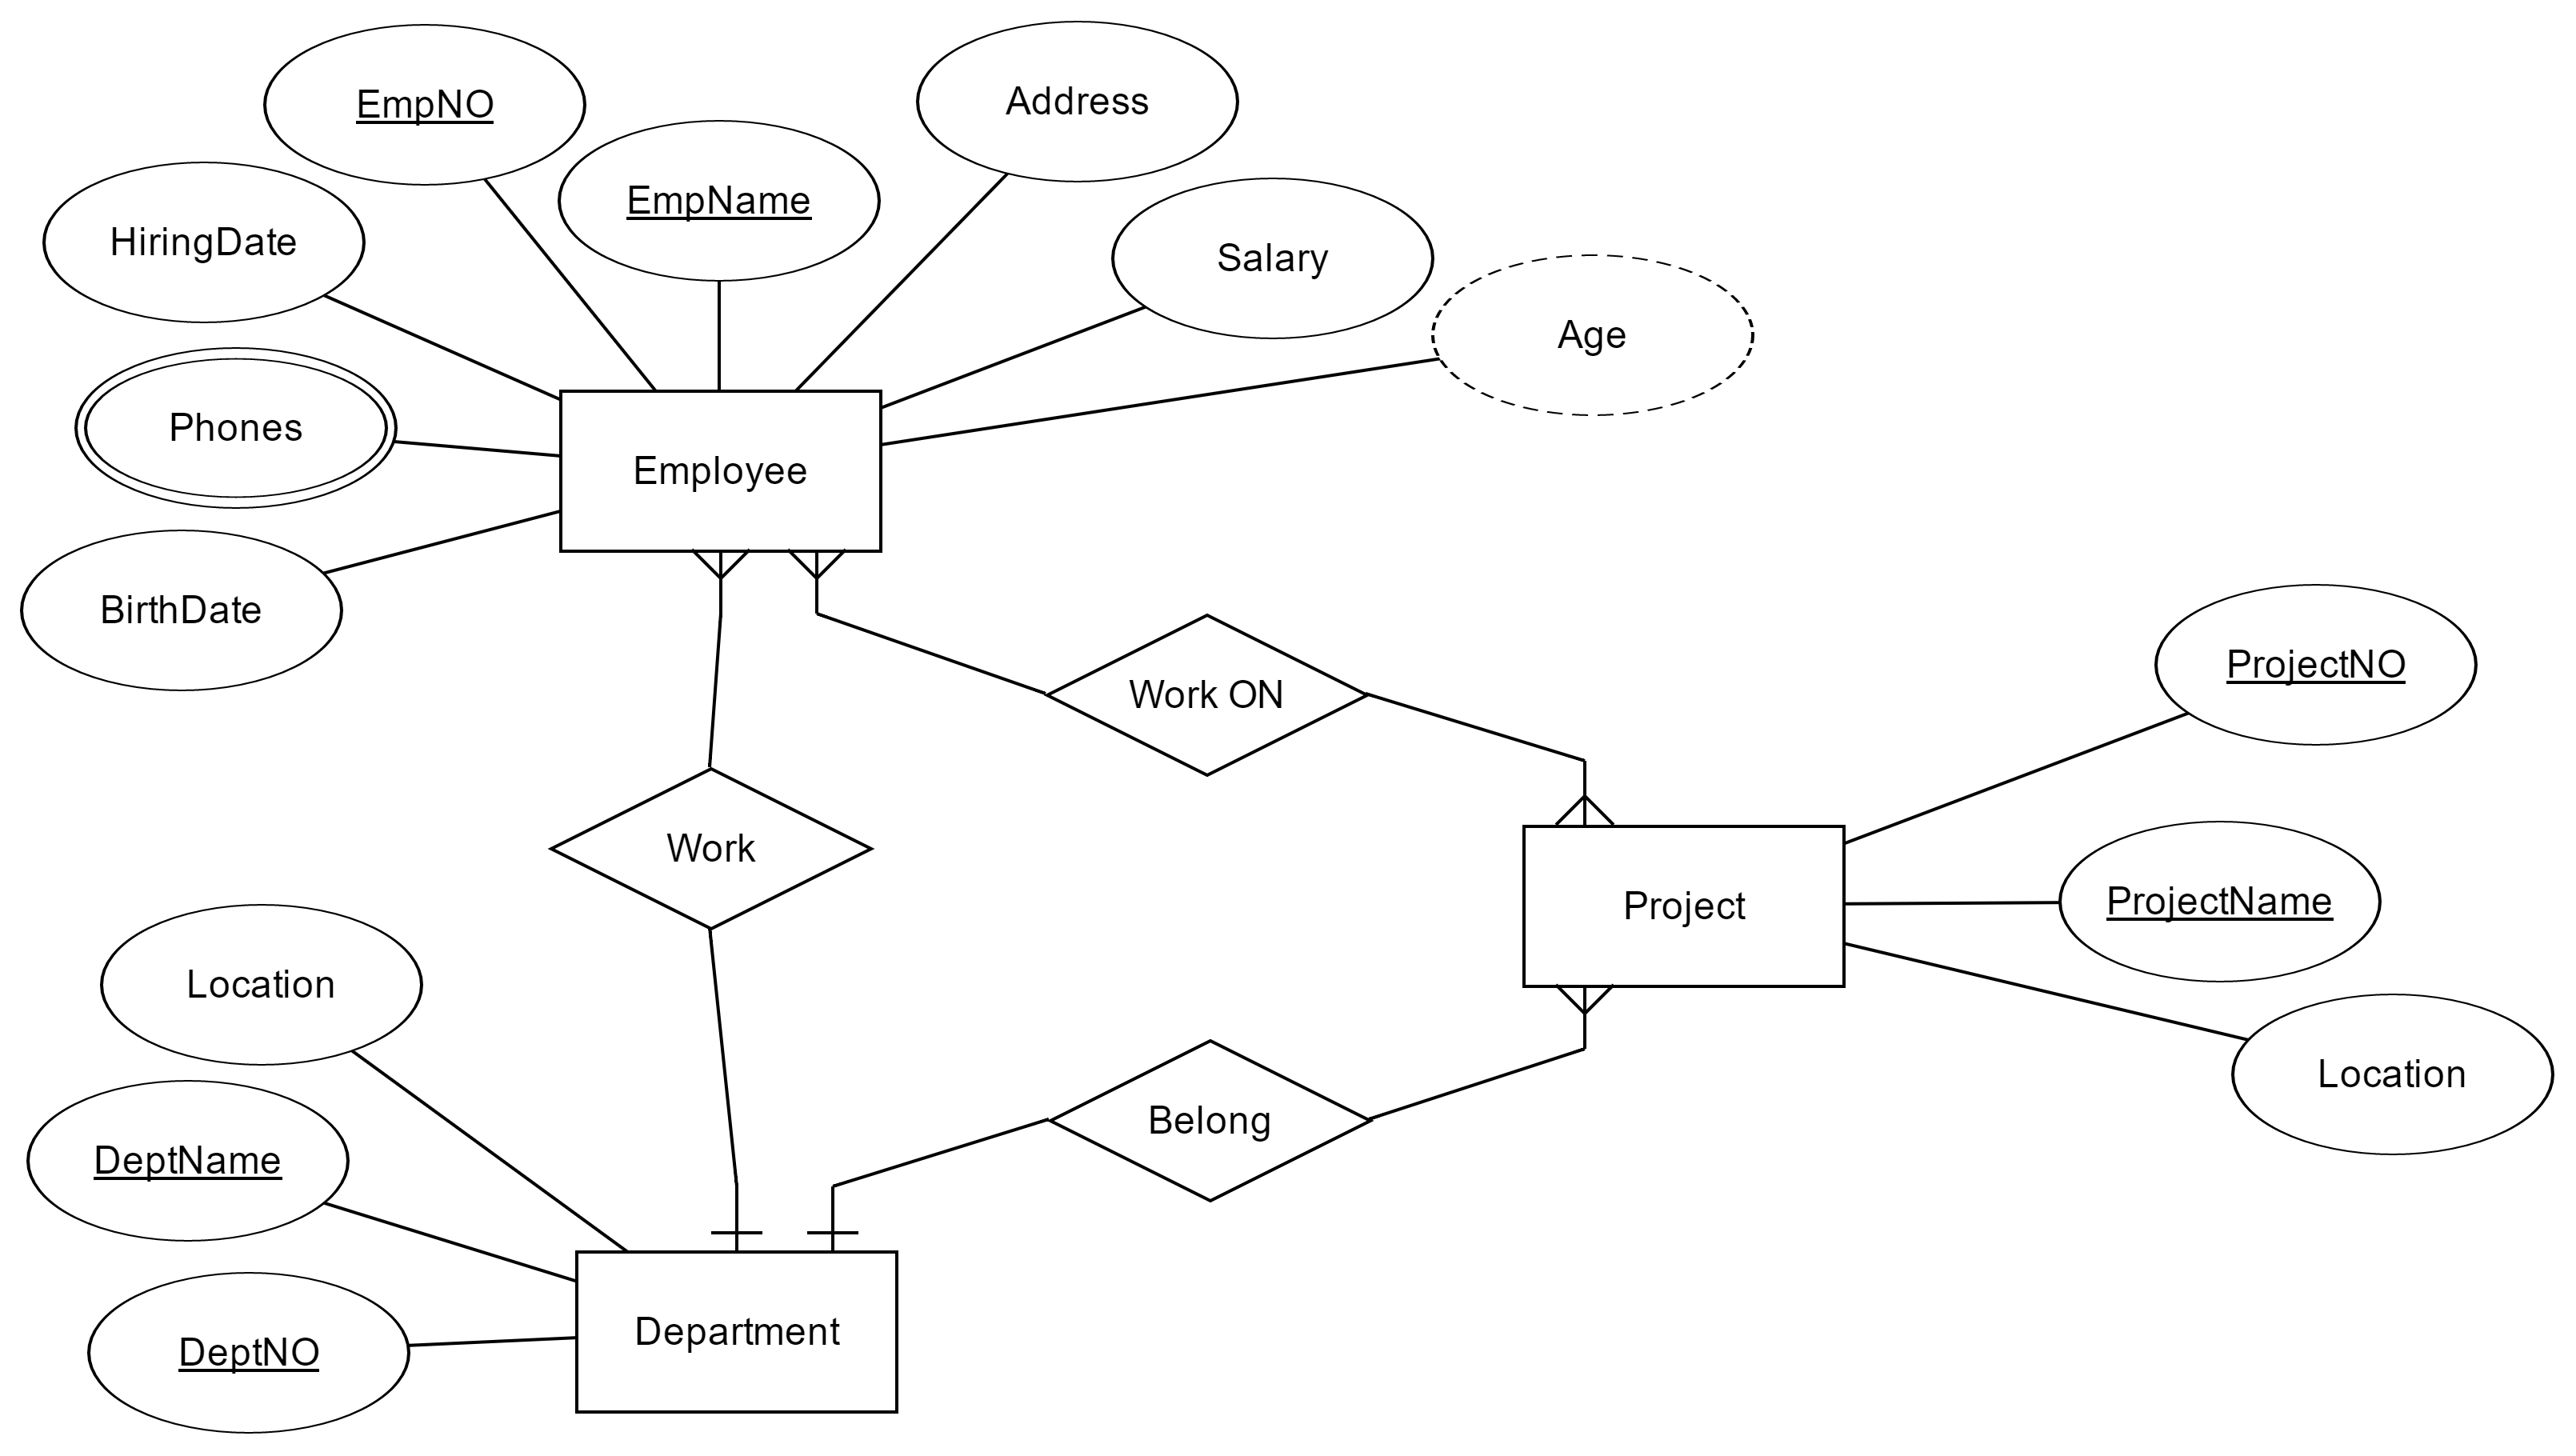 EmpNO
Address
EmpName
HiringDate
Salary
Age
Phones
Employee
BirthDate
Work ON
ProjectNO
Work
Project
ProjectName
Location
Location
Belong
DeptName
Department
DeptNO